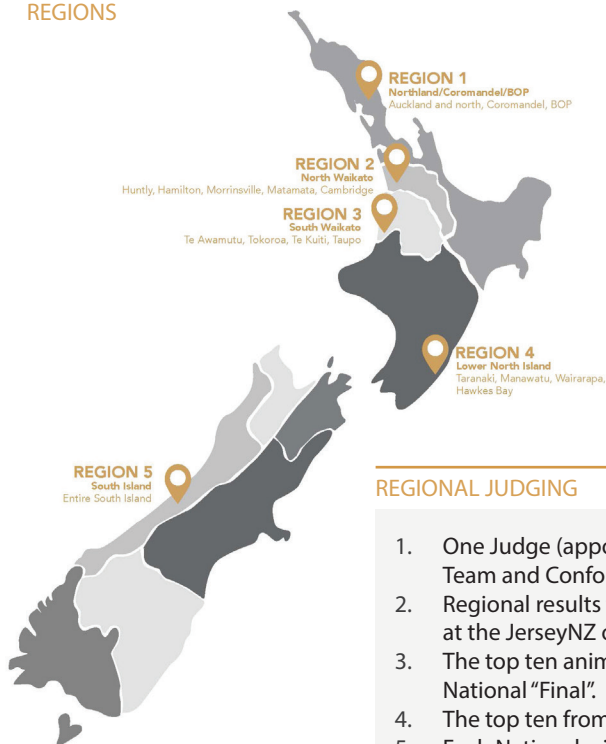 REGIONS
REGION 1
Northland/Coromandel/BOP
Auckland and north, Coromandel, BOP
REGION 2
North Waikato
Huntly, Hamilton, Morrinsville, Matamata, Cambridge
REGION 3
South Waikato
Te Awamutu, Tokoroa, Te Kuiti, Taupo
REGION 4
Lower North Island
Taranaki, Manawatu, Wairarapa,
Hawkes Bay
REGION 5
South Island
Entire South Island
REGIONAL JUDGING
1. One Judge (appo
Team and Confo
2. Regional results
at the JerseyNZ
3. The top ten anim
National “Final”.
4. The top ten from